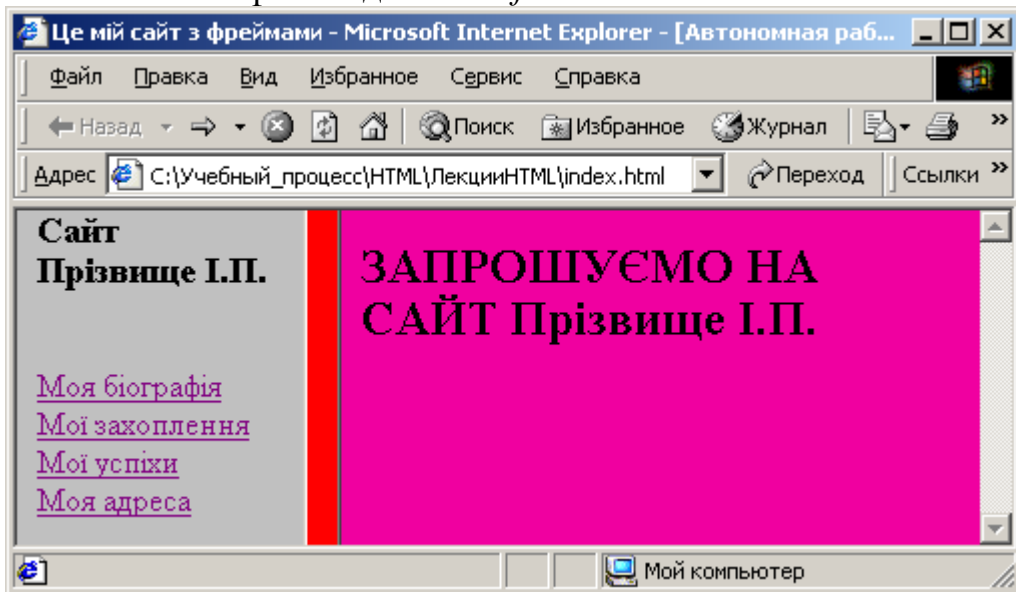 Це мій сайт з фреймами - Microsoft Internet Explorer - [Автономная раб...
Файл Правка Вид Избранное Сервис Справка
Назад Поиск Избранное Журнал »
Адрес C:\Учебный_процесс\HTML\ЛекцииHTML\index.html Переход Ссылки »
Сайт
Прізвище І.П.
Моя біографія
Мої захоплення
Мої успіхи
Моя адреса
ЗАПРОШУЄМО НА
САЙТ Прізвище І.П.
Мой компьютер